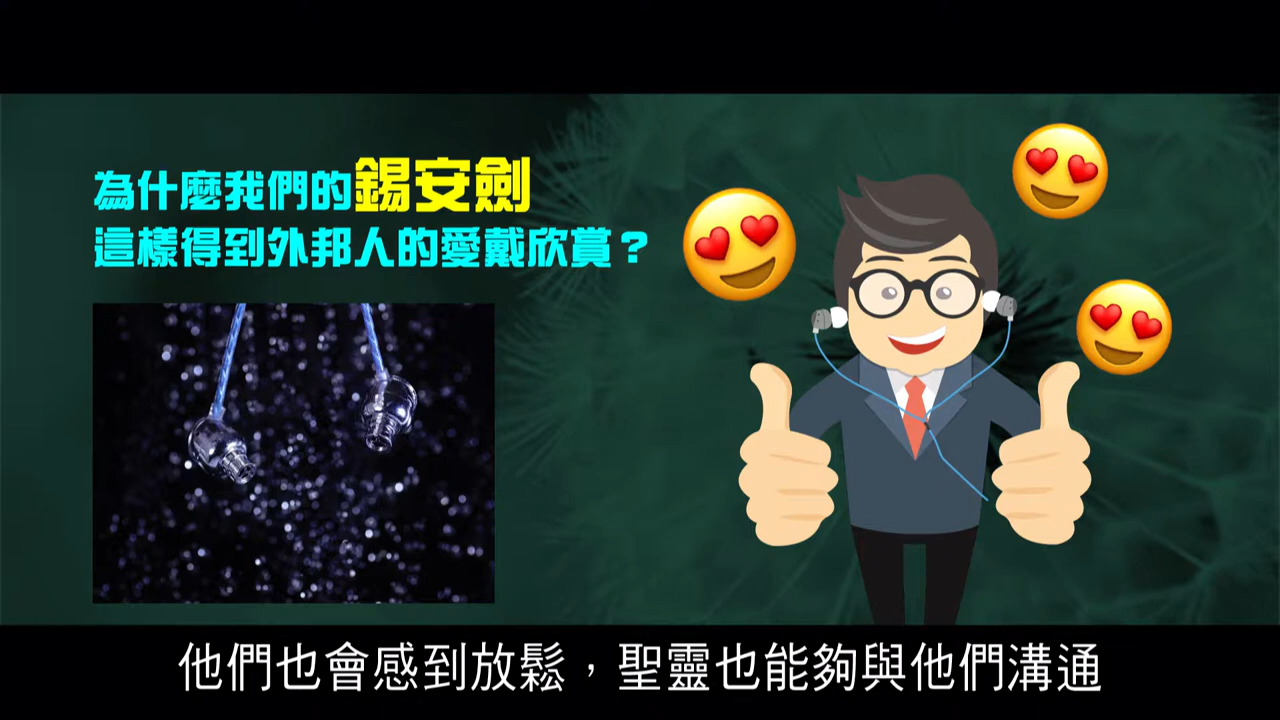 為什麼我們的錫安劍
這樣得到外邦人的愛戴欣賞？
他們也會感到放鬆，聖靈也能夠與他們溝通